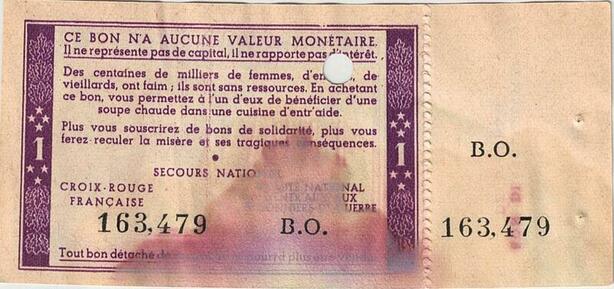 CE BON N'A AUCUNE VALEUR MONÉTAIRE.
Il ne représente pas de capital, il ne rapporte pas d'intérêt.
Des centaines de milliers de femmes, d' de
vieillards, ont faim ; ils sont sans ressources. En achetant
ce bon, vous permettez à l'un d'eux de bénéficier d'une
soupe chaude dans une cuisine d'entr'aide.
Plus vous souscrirez de bons de solidarité, plus vous
ferez reculer la misère et ses tragiques conséquences.
1
1
SECOURS NATIONAL
CROIX-ROUGE
FRANÇAISE
NATIONAL
GUERRE
163,479
B.O.
Tout bon détaché
B.O.
163,479